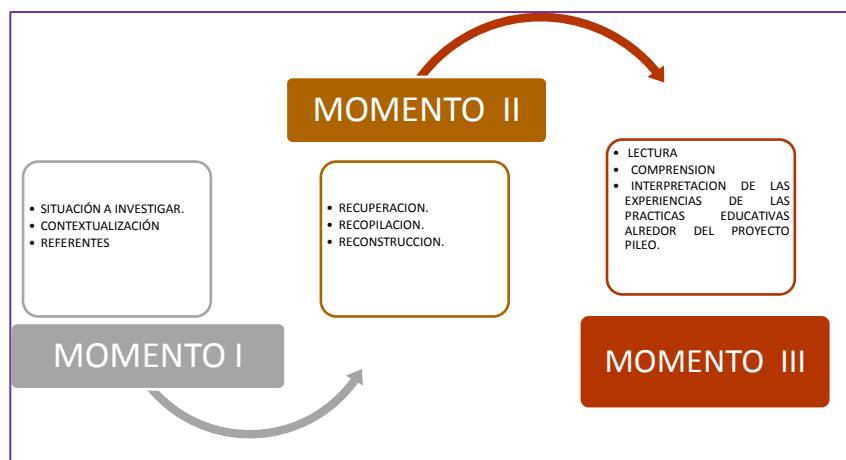 MOMENTO I
• SITUACIÓN A INVESTIGAR.
• CONTEXTUALIZACIÓN
• REFERENTES
MOMENTO II
• RECUPERACION.
• RECOPILACION.
• RECONSTRUCCION.
• LECTURA
• COMPRENSION
• INTERPRETACION DE LAS
EXPERIENCIAS DE LAS
PRACTICAS EDUCATIVAS
ALREDOR DEL PROYECTO
PILEO.
MOMENTO III